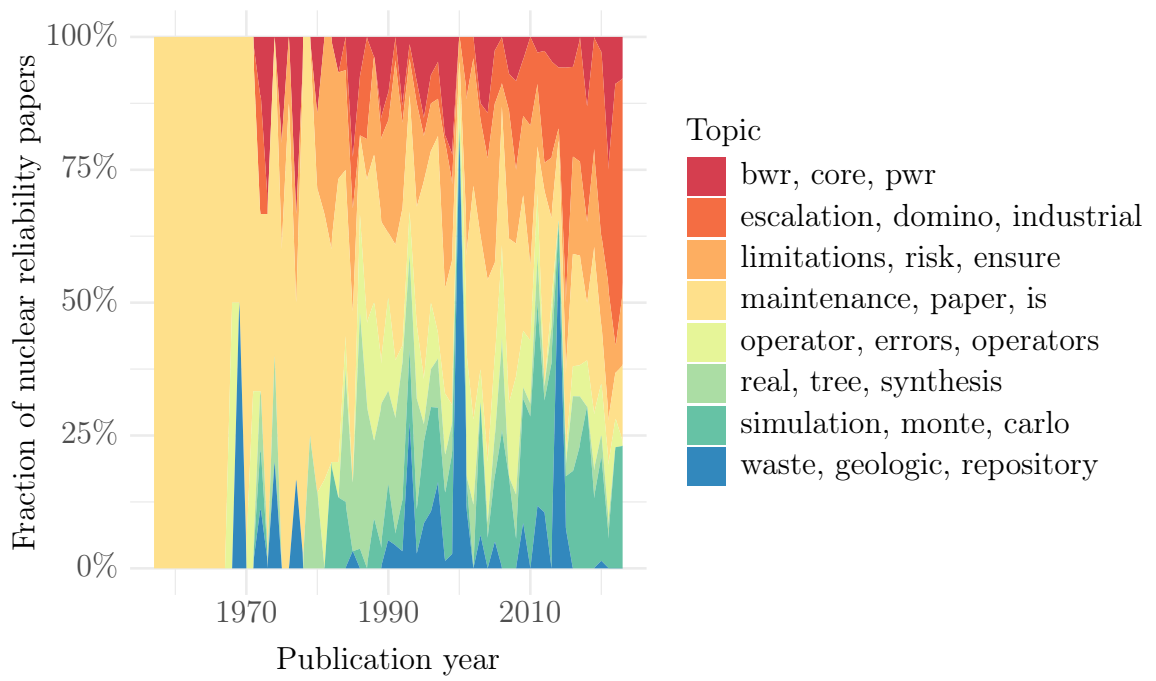 Fraction of nuclear reliability papers
100%
75%
50%
25%
0%
1970 1990 2010
Publication year
Topic
bwr, core, pwr
escalation, domino, industrial
limitations, risk, ensure
maintenance, paper, is
operator, errors, operators
real, tree, synthesis
simulation, monte, carlo
waste, geologic, repository